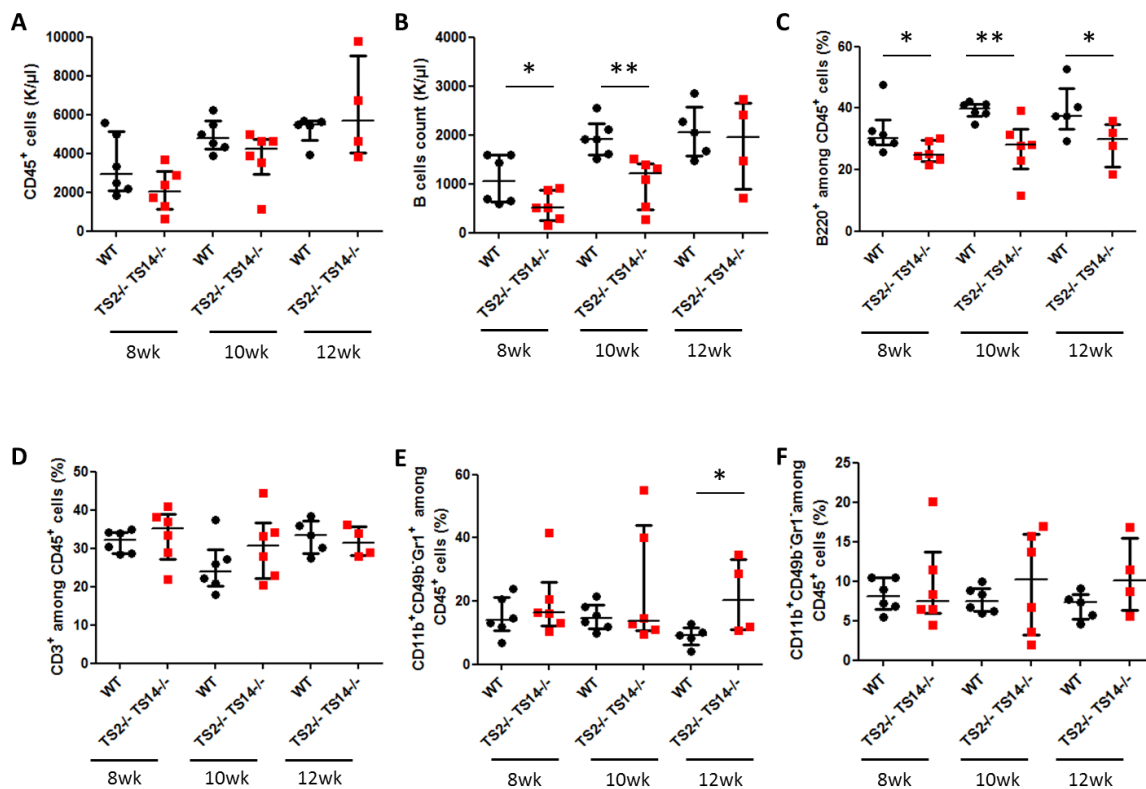 A
CD45+ cells (K/µl)
10000
8000
6000
4000
2000
0
WT
TS2-/- TS14-/-
WT
TS2-/- TS14-/-
WT
TS2-/- TS14-/-
8wk
10wk
12wk
B
B cells count (K/µl)
4000
3000
2000
1000
0
*
**
WT
TS2-/- TS14-/-
WT
TS2-/- TS14-/-
WT
TS2-/- TS14-/-
8wk
10wk
12wk
C
B220+ among CD45+ cells (%)
60
40
20
0
*
**
*
WT
TS2-/- TS14-/-
WT
TS2-/- TS14-/-
WT
TS2-/- TS14-/-
8wk
10wk
12wk
D
CD3+ among CD45+ cells (%)
50
40
30
20
10
0
WT
TS2-/- TS14-/-
WT
TS2-/- TS14-/-
WT
TS2-/- TS14-/-
8wk
10wk
12wk
E
CD11b+CD49b-Gr1+ among
CD45+ cells (%)
60
40
20
0
*
WT
TS2-/- TS14-/-
WT
TS2-/- TS14-/-
WT
TS2-/- TS14-/-
8wk
10wk
12wk
F
CD11b+CD49b-Gr1-among
CD45+ cells (%)
25
20
15
10
5
0
WT
TS2-/- TS14-/-
WT
TS2-/- TS14-/-
WT
TS2-/- TS14-/-
8wk
10wk
12wk